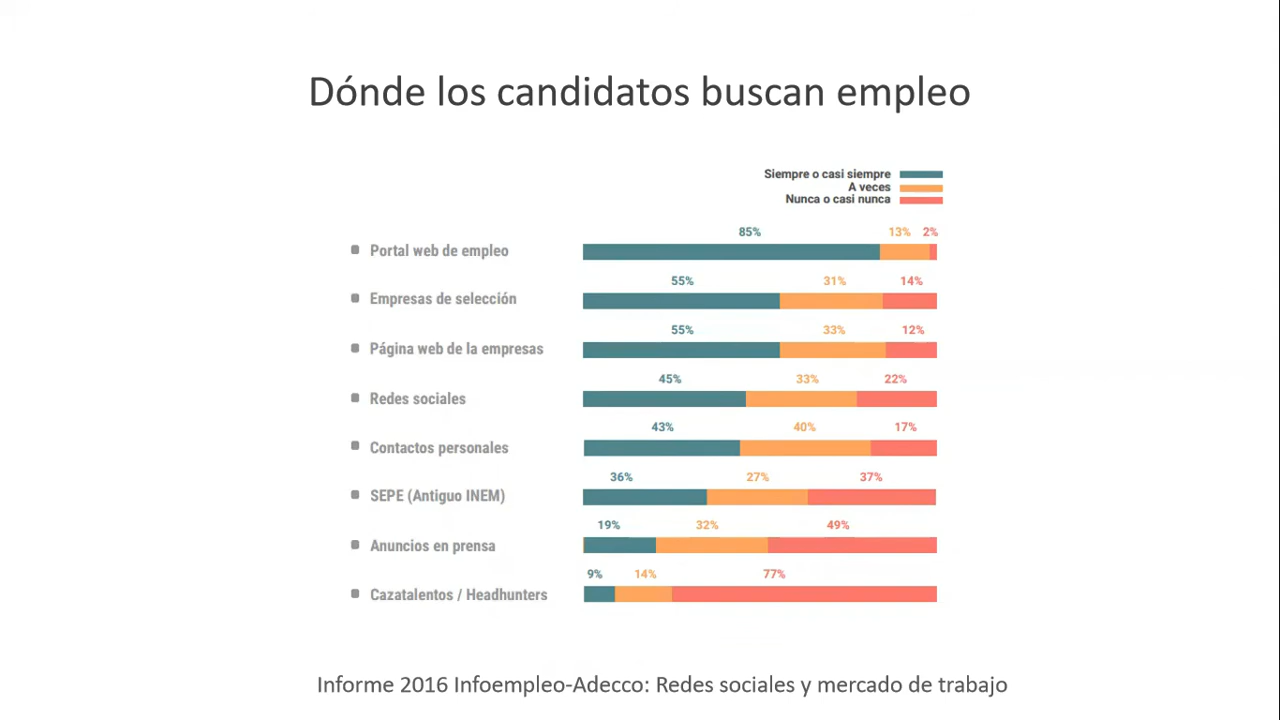 Dónde los candidatos buscan empleo
Siempre o casi siempre
A veces
Nunca o casi nunca
85% 13% 2%
Portal web de empleo
55% 31% 14%
Empresas de selección
55% 33% 12%
Página web de la empresas
45% 33% 22%
Redes sociales
43% 40% 17%
Contactos personales
36% 27% 37%
SEPE (Antiguo INEM)
19% 32% 49%
Anuncios en prensa
9% 14% 77%
Cazatalentos / Headhunters
Informe 2016 Infoempleo-Adecco: Redes sociales y mercado de trabajo